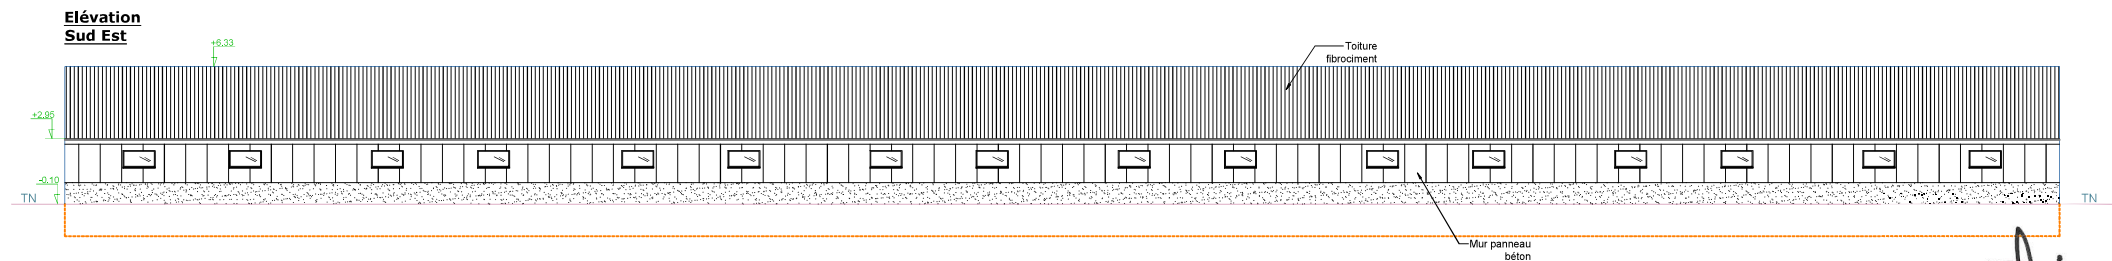 Elévation
Sud Est
+6.33
Toiture
fibrociment
+2.95
-0.10
TN
TN
Mur panneau
béton